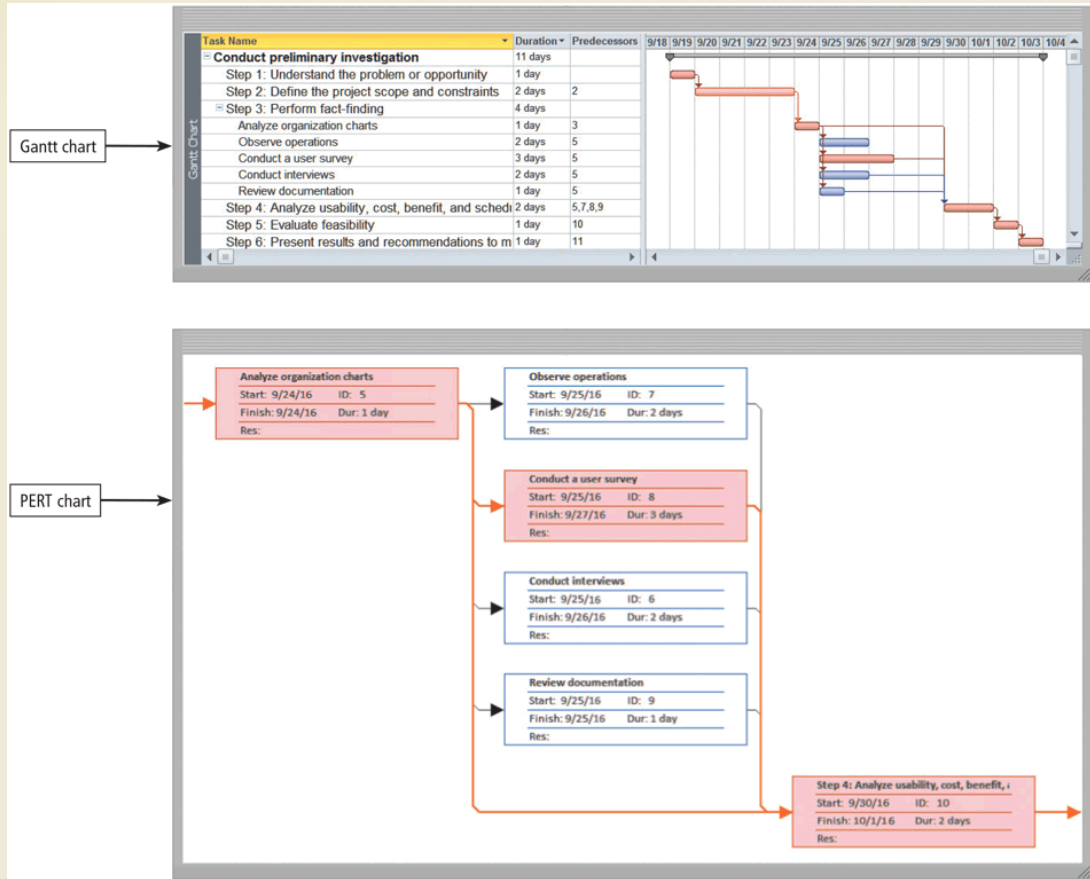 Gantt chart
Gantt Chart
Task Name Duration Predecessors 9/18 9/19 9/20 9/21 9/22 9/23 9/24 9/25 9/26 9/27 9/28 9/29 9/30 10/1 10/2 10/3 10/4
Conduct preliminary investigation 11 days
Step 1: Understand the problem or opportunity 1 day
Step 2: Define the project scope and constraints 2 days 2
Step 3: Perform fact-finding 4 days
Analyze organization charts 1 day 3
Observe operations 2 days 5
Conduct a user survey 3 days 5
Conduct interviews 2 days 5
Review documentation 1 day 5
Step 4: Analyze usability, cost, benefit, and schedu 2 days 5,7,8,9
Step 5: Evaluate feasibility 1 day 10
Step 6: Present results and recommendations to m 1 day 11
PERT chart
Analyze organization charts
Start: 9/24/16 ID: 5
Finish: 9/24/16 Dur: 1 day
Res:
Observe operations
Start: 9/25/16 ID: 7
Finish: 9/26/16 Dur: 2 days
Res:
Conduct a user survey
Start: 9/25/16 ID: 8
Finish: 9/27/16 Dur: 3 days
Res:
Conduct interviews
Start: 9/25/16 ID: 6
Finish: 9/26/16 Dur: 2 days
Res:
Review documentation
Start: 9/25/16 ID: 9
Finish: 9/25/16 Dur: 1 day
Res:
Step 4: Analyze usability, cost, benefit,
Start: 9/30/16 ID: 10
Finish: 10/1/16 Dur: 2 days
Res: